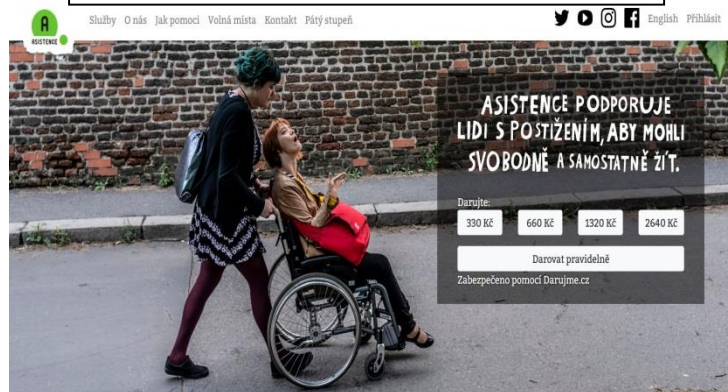 ASISTENCE
Služby O nás Jak pomoci Volná místa Kontakt Pátý stupeň
English Přihlásit
ASISTENCE PODPORUJE
LIDI S POSTIŽENÍM, ABY MOHLI
SVOBODNĚ A SAMOSTATNĚ ŽÍT.
Darujte:
330 Kč 660 Kč 1320 Kč 2640 Kč
Darovat pravidelně
Zabezpečeno pomocí Darujme.cz